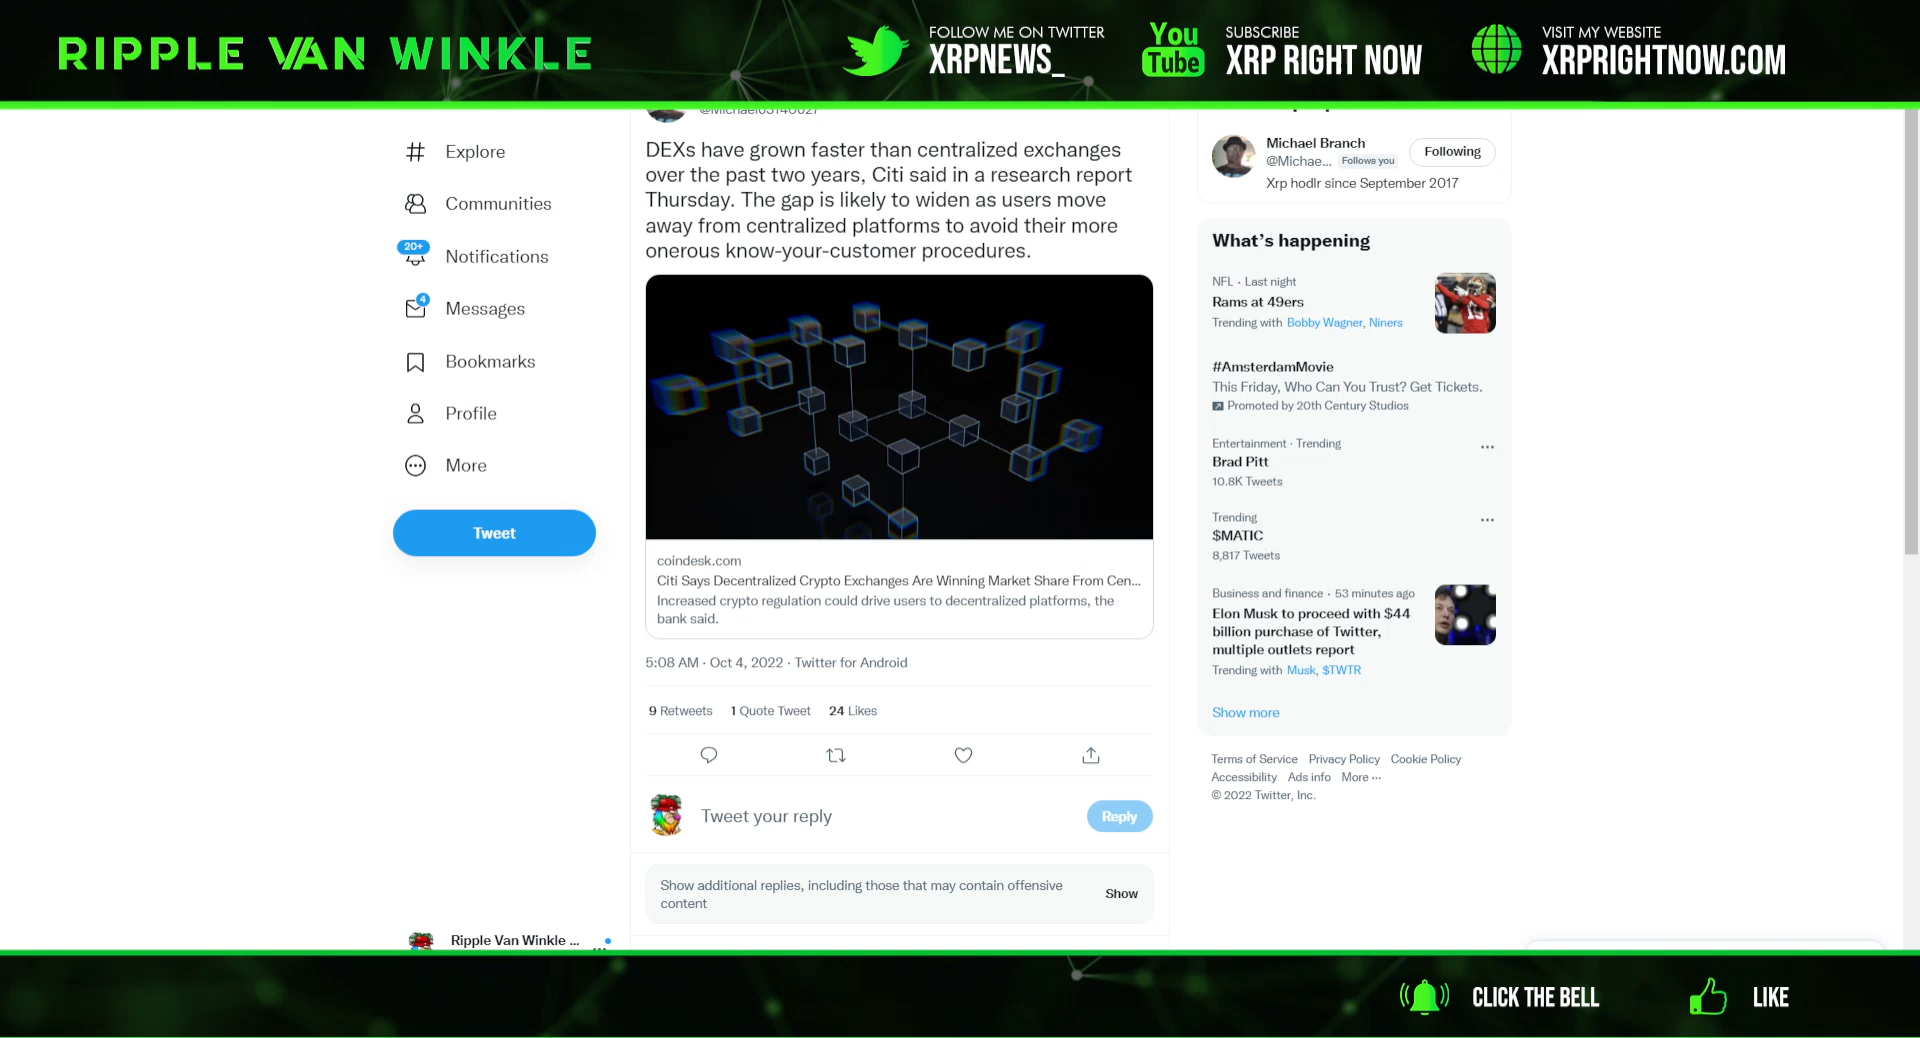 RIPPLE VAN WINKLE
FOLLOW ME ON TWITTER
XRPNEWS_
You
Tube
SUBSCRIBE
XRP RIGHT NOW
VISIT MY WEBSITE
XRPRIGHTNOW.COM
Explore
Communities
20+
Notifications
4
Messages
Bookmarks
Profile
More
Tweet
Ripple Van Winkle ...
DEXs have grown faster than centralized exchanges
over the past two years, Citi said in a research report
Thursday. The gap is likely to widen as users move
away from centralized platforms to avoid their more
onerous know-your-customer procedures.
coindesk.com
Citi Says Decentralized Crypto Exchanges Are Winning Market Share From Cen...
Increased crypto regulation could drive users to decentralized platforms, the
bank said.
5:08 AM · Oct 4, 2022 · Twitter for Android
9 Retweets 1 Quote Tweet 24 Likes
Tweet your reply
Reply
Show additional replies, including those that may contain offensive
content
Show
Michael Branch
@Michae... Follows you
Following
Xrp hodlr since September 2017
What's happening
NFL · Last night
Rams at 49ers
Trending with Bobby Wagner, Niners
#AmsterdamMovie
This Friday, Who Can You Trust? Get Tickets.
Promoted by 20th Century Studios
Entertainment · Trending
Brad Pitt
10.8K Tweets
Trending
$MATIC
8,817 Tweets
Business and finance · 53 minutes ago
Elon Musk to proceed with $44
billion purchase of Twitter,
multiple outlets report
Trending with Musk, $TWTR
Show more
Terms of Service Privacy Policy Cookie Policy
Accessibility Ads info More ...
© 2022 Twitter, Inc.
CLICK THE BELL
LIKE